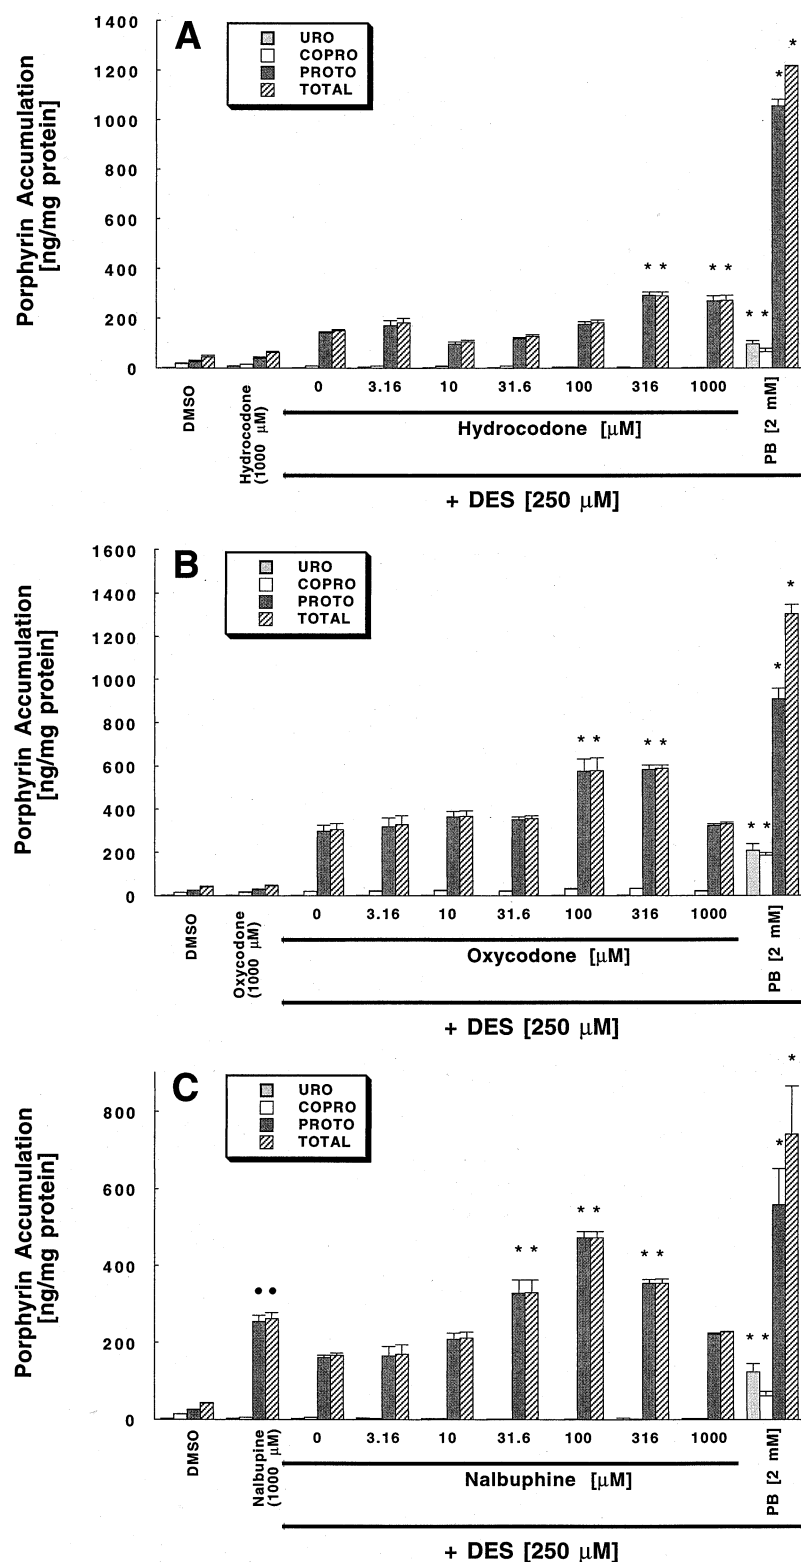 A
URO
COPRO
PROTO
TOTAL
Porphyrin Accumulation
[ng/mg protein]
1400
1200
1000
800
600
400
200
0
* *
* *
* *
*
*
DMSO
Hydrocodone
(1000 μM)
0 3.16 10 31.6 100 316 1000
PB [2 mM]
Hydrocodone [μM]
+ DES [250 μM]
B
URO
COPRO
PROTO
TOTAL
Porphyrin Accumulation
[ng/mg protein]
1600
1400
1200
1000
800
600
400
200
0
* *
* *
* *
*
*
DMSO
Oxycodone
(1000 μM)
0 3.16 10 31.6 100 316 1000
PB [2 mM]
Oxycodone [μM]
+ DES [250 μM]
C
URO
COPRO
PROTO
TOTAL
Porphyrin Accumulation
[ng/mg protein]
800
600
400
200
0
● ●
* *
* *
* *
* *
*
*
DMSO
Nalbupine
(1000 μM)
0 3.16 10 31.6 100 316 1000
PB [2 mM]
Nalbuphine [μM]
+ DES [250 μM]